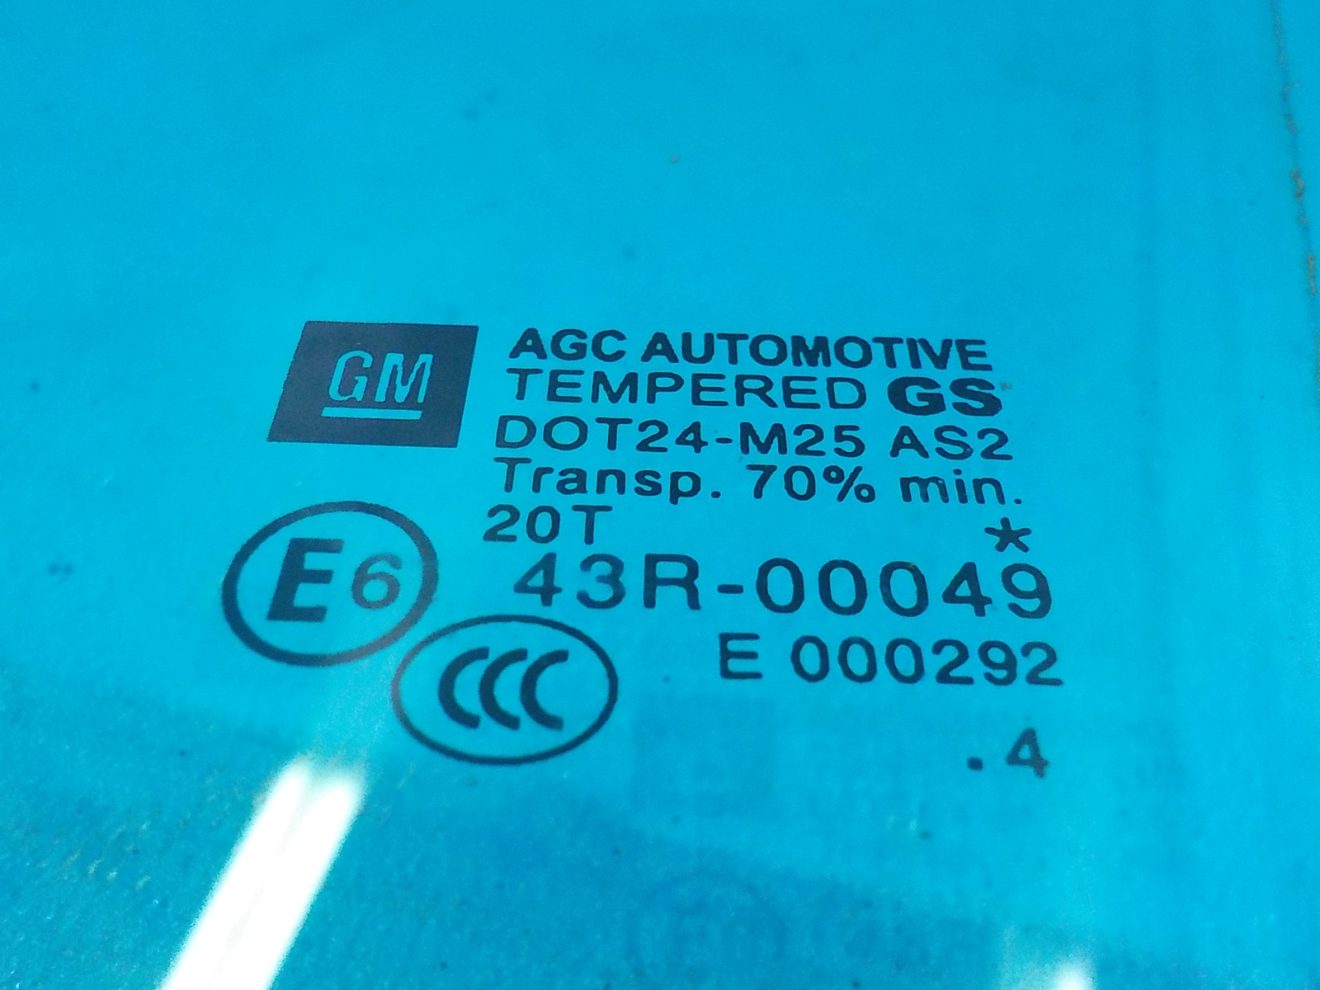 GM
AGC AUTOMOTIVE
TEMPERED GS
DOT24-M25 AS2
Transp. 70% min.
20T *
E6 43R-00049
CCC E 000292
.4